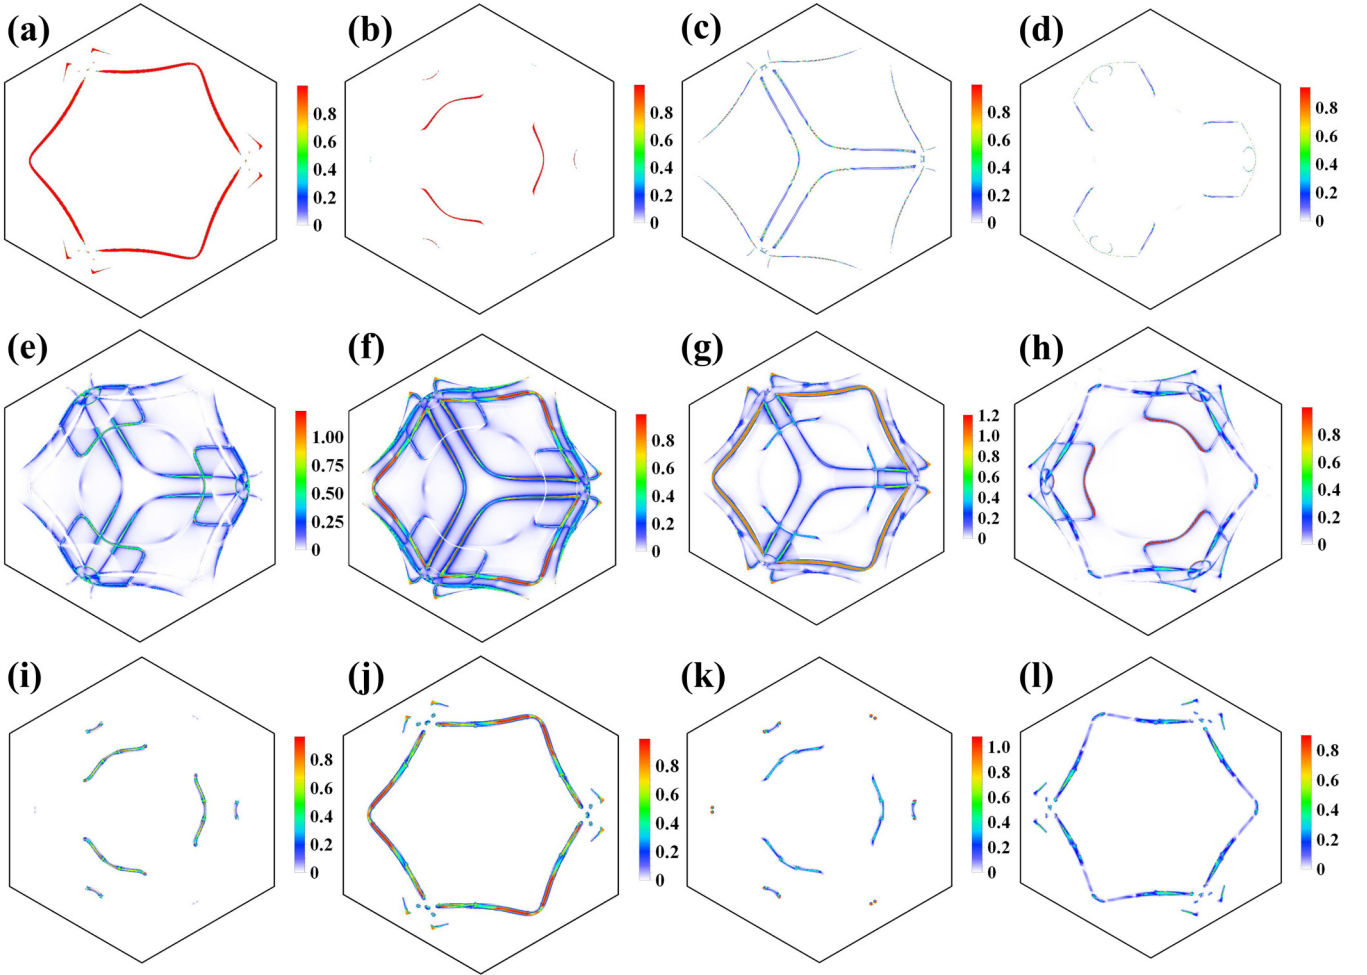 (a) (b) (c) (d)
0.8 0.8 0.8 0.8
0.6 0.6 0.6 0.6
0.4 0.4 0.4 0.4
0.2 0.2 0.2 0.2
0 0 0 0
(e) (f) (g) (h)
1.00 0.8 1.2 0.8
0.75 0.6 1.0 0.6
0.50 0.4 0.8 0.4
0.25 0.2 0.6 0.2
0 0 0.4 0
0.2
0
(i) (j) (k) (l)
0.8 0.8 1.0 0.8
0.6 0.6 0.8 0.6
0.4 0.4 0.6 0.4
0.2 0.2 0.4 0.2
0 0 0.2 0
0